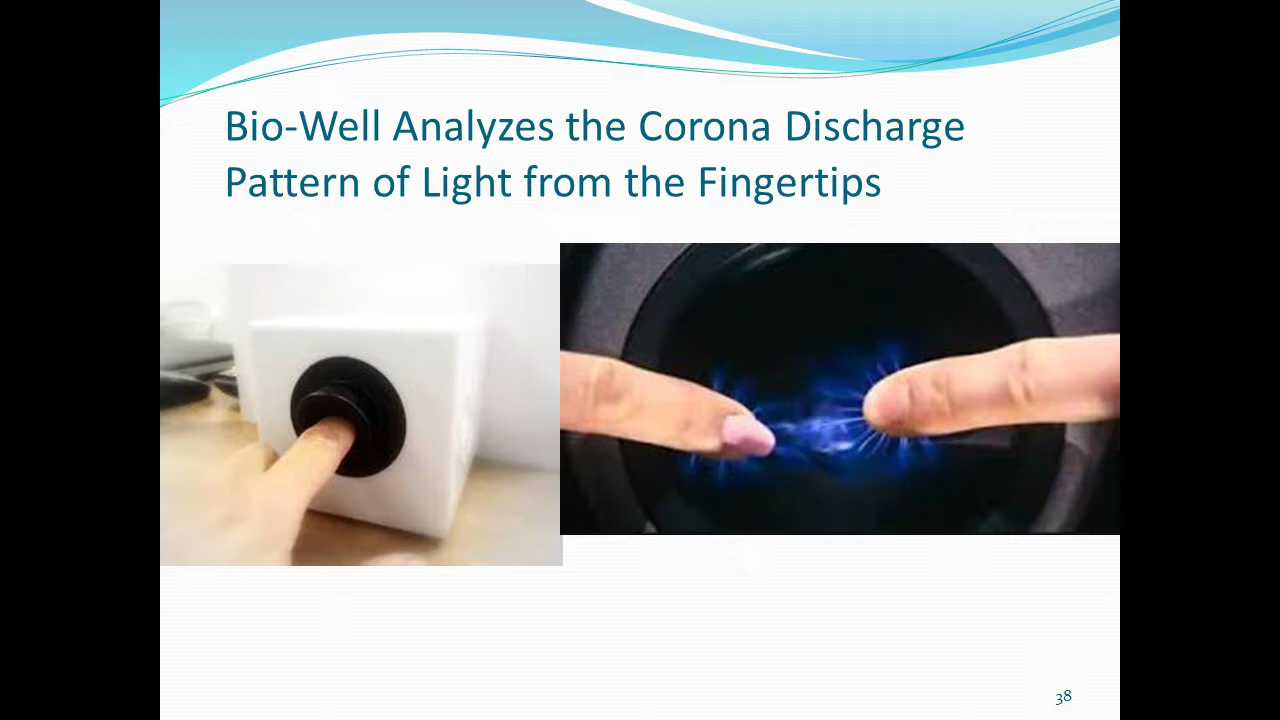 Bio-Well Analyzes the Corona Discharge
Pattern of Light from the Fingertips
38